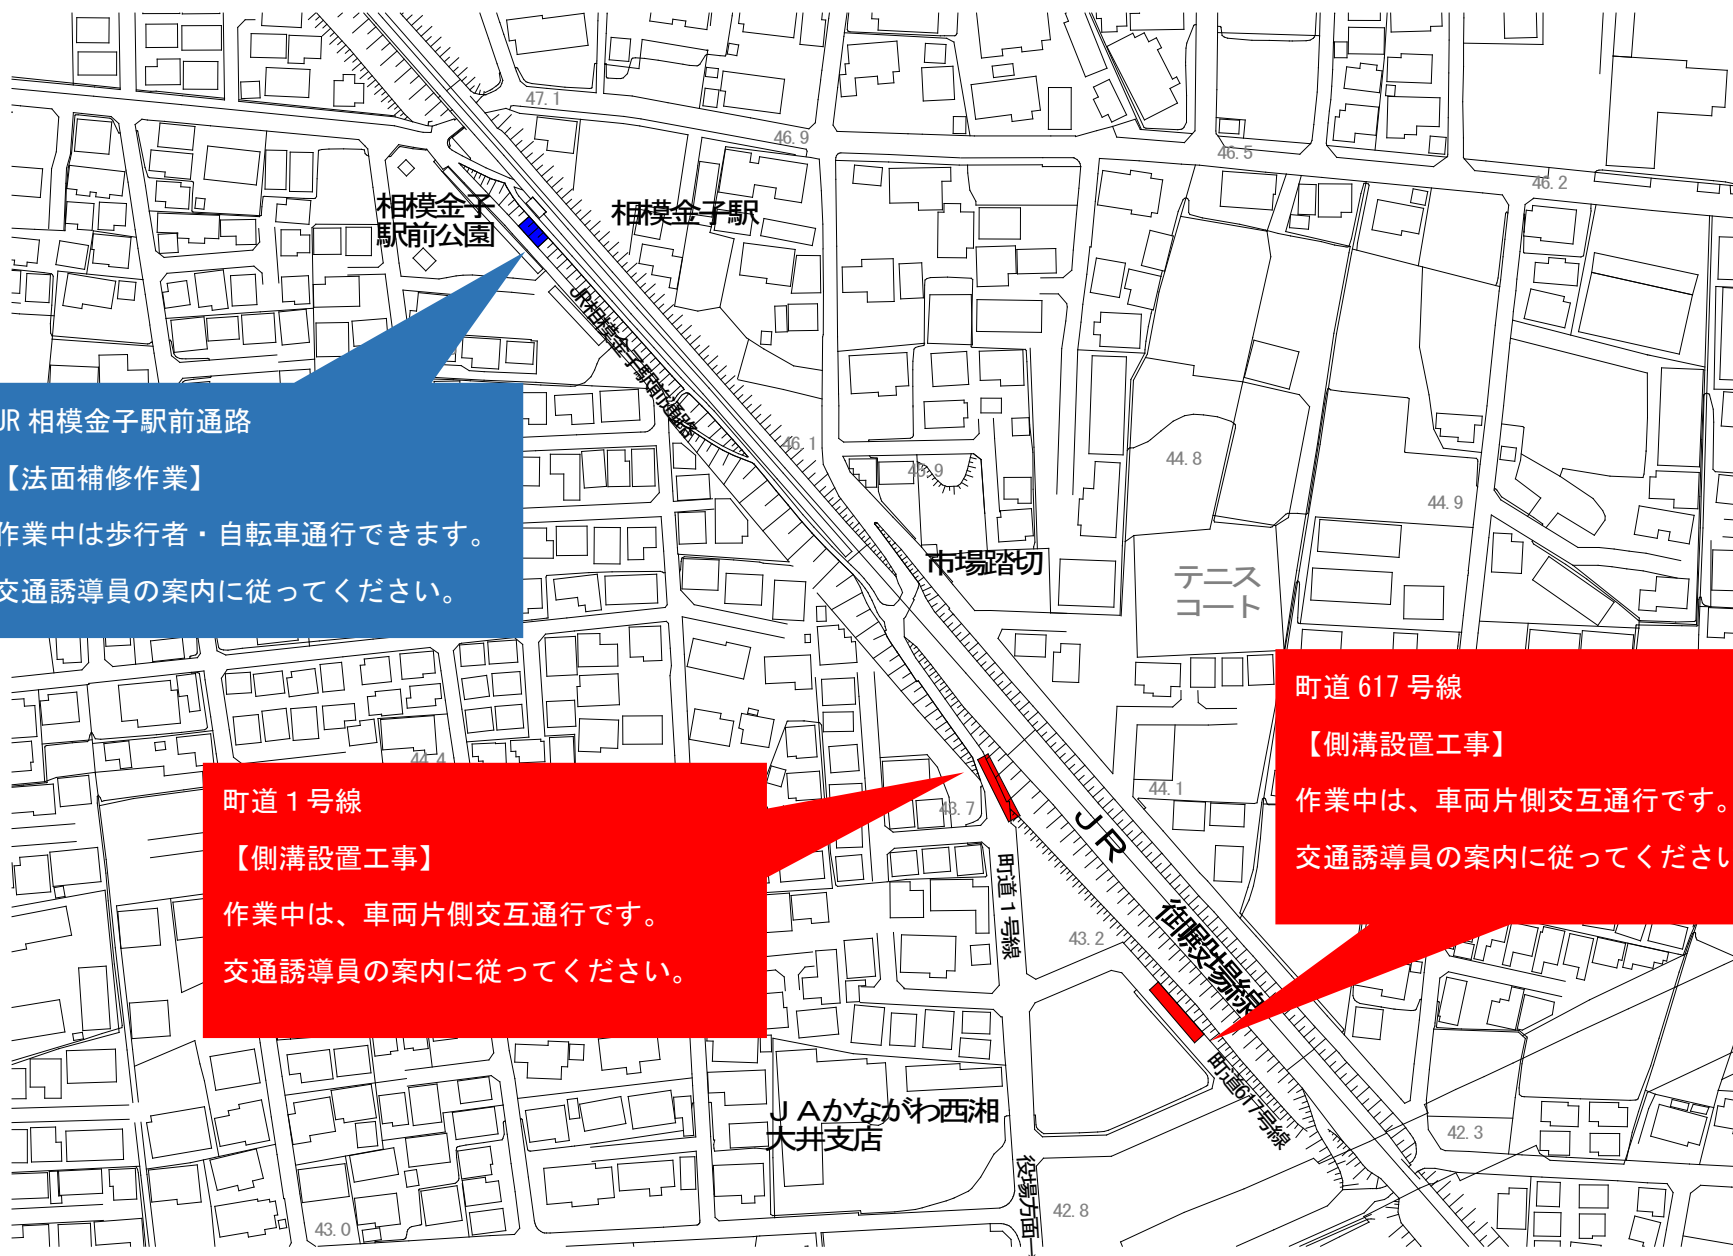 47.1
46.9
46.5
46.2
相模金子
駅前公園
相模金子駅
JR相模金子駅前通路
JR 相模金子駅前通路
【法面補修作業】
作業中は歩行者・自転車通行できます。
交通誘導員の案内に従ってください。
46.1
45.9
44.8
44.9
市場踏切
テニス
コート
町道 617 号線
【側溝設置工事】
作業中は、車両片側交互通行です。
交通誘導員の案内に従ってください
44.4
町道１号線
【側溝設置工事】
作業中は、車両片側交互通行です。
交通誘導員の案内に従ってください。
43.7
44.1
ＪＲ
御殿場線
町道１号線
43.2
町道617号線
ＪＡかながわ西湘
大井支店
役場方面
42.3
42.8
43.0